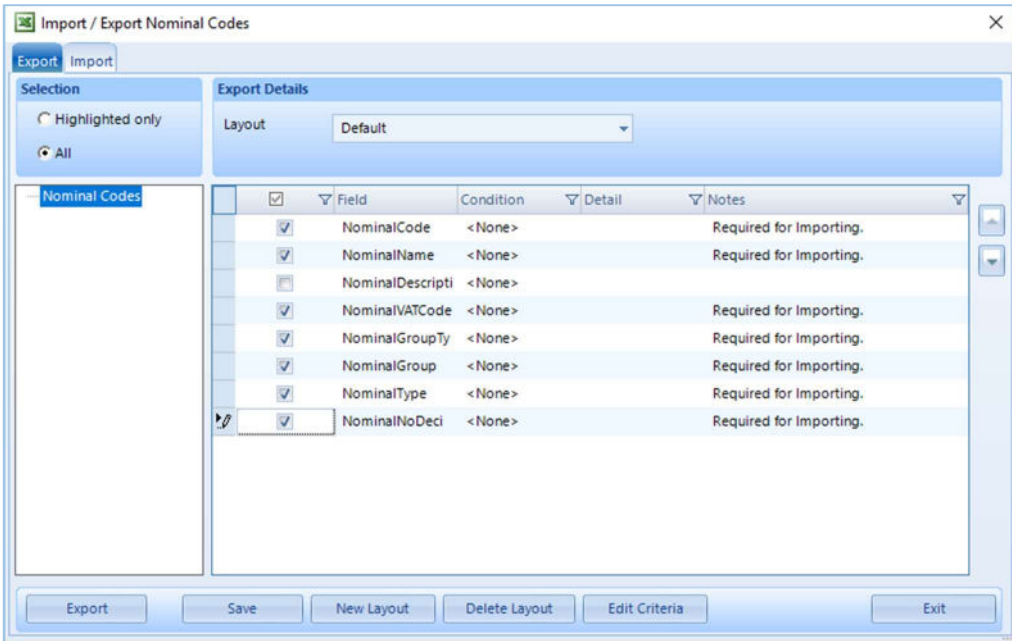 Import / Export Nominal Codes
Export Import
Selection
Export Details
Highlighted only
Layout Default
All
Nominal Codes
Field Condition Detail Notes
NominalCode <None> Required for Importing.
NominalName <None> Required for Importing.
NominalDescripti <None>
NominalVATCode <None> Required for Importing.
NominalGroupTy <None> Required for Importing.
NominalGroup <None> Required for Importing.
NominalType <None> Required for Importing.
NominalNoDeci <None> Required for Importing.
Export Save New Layout Delete Layout Edit Criteria Exit